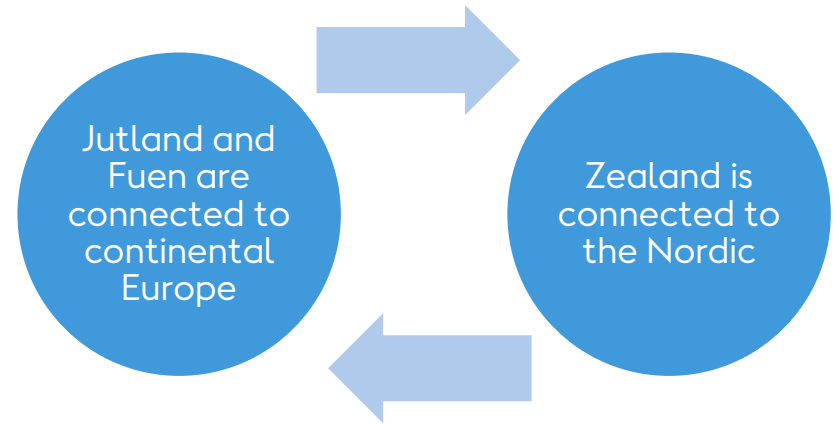 Jutland and
Fuen are
connected to
continental
Europe
Zealand is
connected to
the Nordic